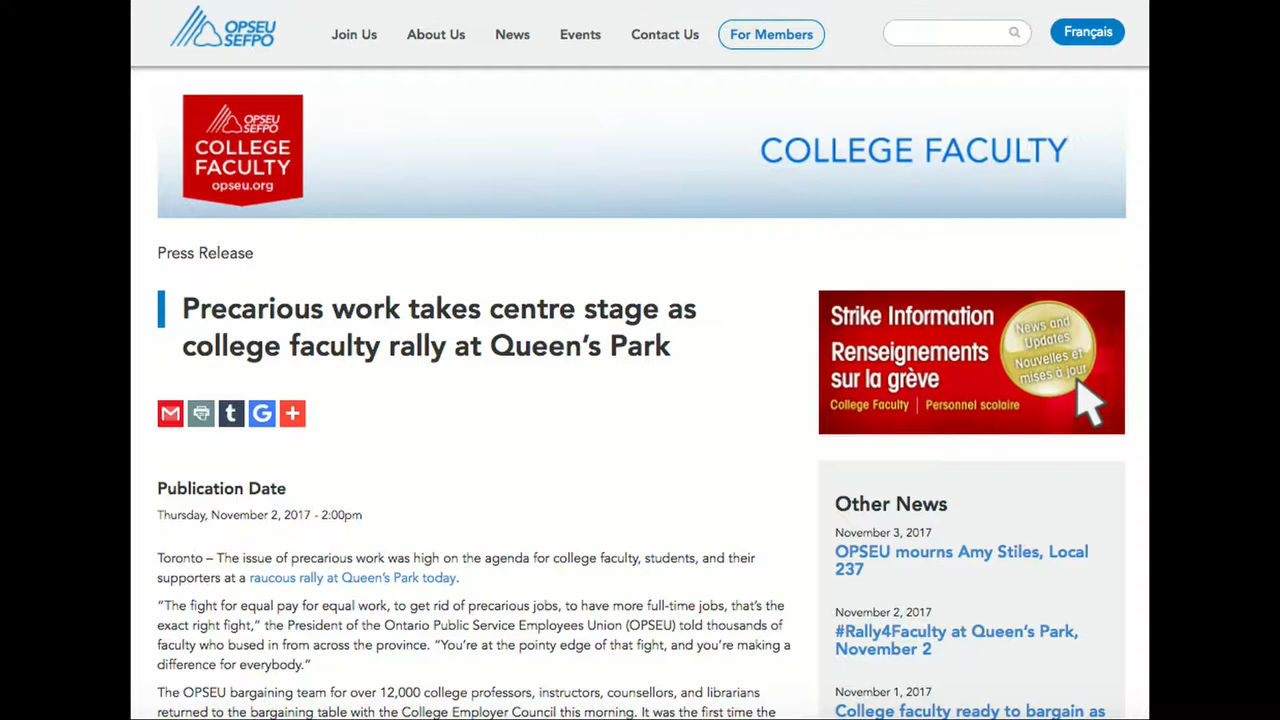 OPSEU
SEFPO
Join Us
About Us
News
Events
Contact Us
For Members
Français
OPSEU
SEFPO
COLLEGE
FACULTY
opseu.org
COLLEGE FACULTY
Press Release
Precarious work takes centre stage as
college faculty rally at Queen’s Park
Publication Date
Thursday, November 2, 2017 - 2:00pm
Toronto – The issue of precarious work was high on the agenda for college faculty, students, and their
supporters at a raucous rally at Queen’s Park today.
“The fight for equal pay for equal work, to get rid of precarious jobs, to have more full-time jobs, that’s the
exact right fight,” the President of the Ontario Public Service Employees Union (OPSEU) told thousands of
faculty who bused in from across the province. “You’re at the pointy edge of that fight, and you’re making a
difference for everybody.”
The OPSEU bargaining team for over 12,000 college professors, instructors, counsellors, and librarians
returned to the bargaining table with the College Employer Council this morning. It was the first time the
Strike Information
Renseignements
sur la grève
College Faculty | Personnel scolaire
News and
Updates
Nouvelles et
mises à jour
Other News
November 3, 2017
OPSEU mourns Amy Stiles, Local
237
November 2, 2017
#Rally4Faculty at Queen’s Park,
November 2
November 1, 2017
College faculty ready to bargain as